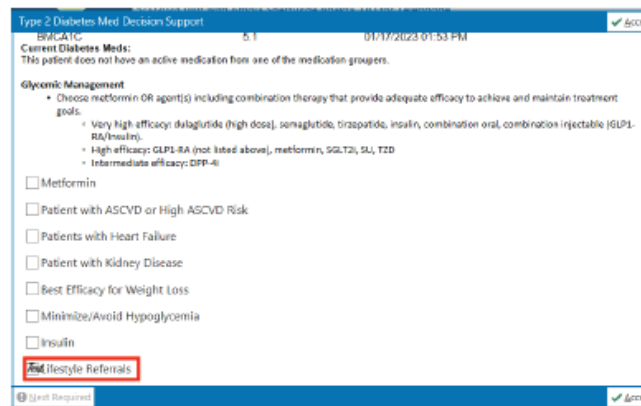 Type 2 Diabetes Med Decision Support
BMCA1C 5.1 01/17/2023 01:53 PM
Current Diabetes Meds:
This patient does not have an active medication from one of the medication groupers.
Glycemic Management
• Choose metformin OR agent(s) including combination therapy that provide adequate efficacy to achieve and maintain treatment
goals.
◦ Very high efficacy: dulaglutide (high dose), semaglutide, tirzepatide, insulin, combination oral, combination injectable (GLP1-
RA/Insulin).
◦ High efficacy: GLP1-RA (not listed above), metformin, SGLT2i, SU, TZD
◦ Intermediate efficacy: DPP-4i
Metformin
Patient with ASCVD or High ASCVD Risk
Patients with Heart Failure
Patient with Kidney Disease
Best Efficacy for Weight Loss
Minimize/Avoid Hypoglycemia
Insulin
Lifestyle Referrals
Next Required